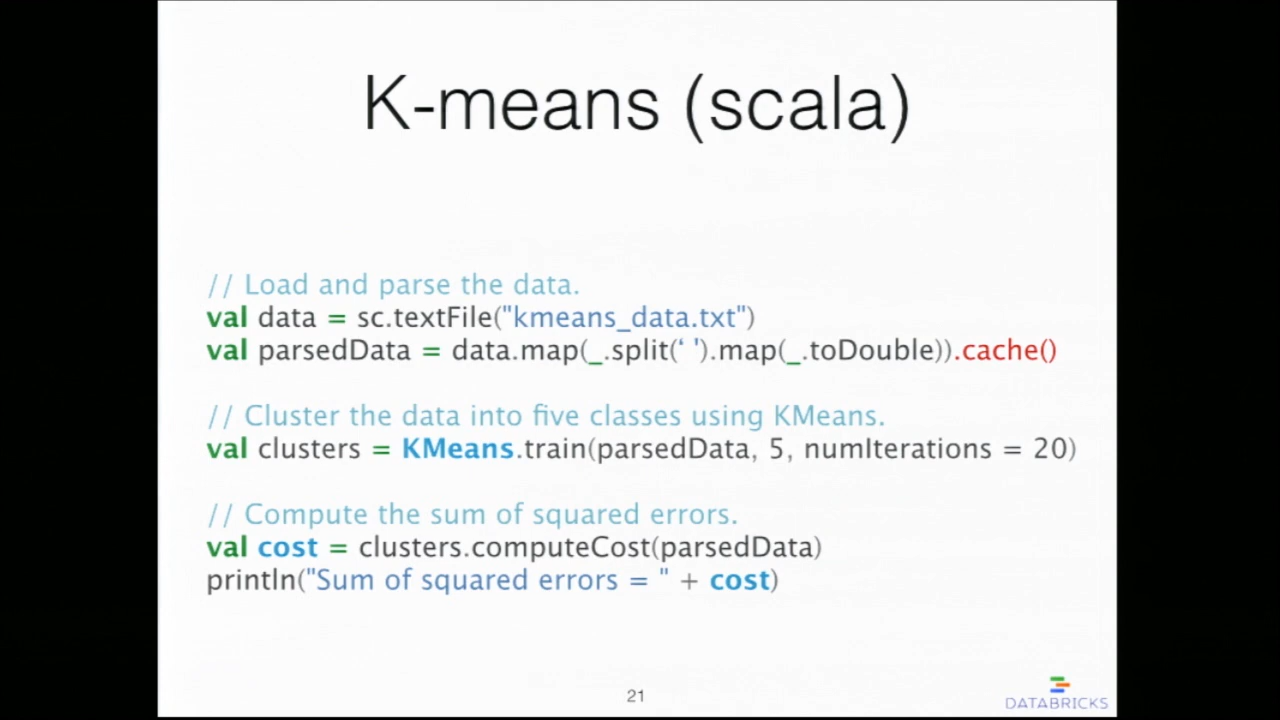 K-means (scala)
// Load and parse the data.
val data = sc.textFile("kmeans_data.txt")
val parsedData = data.map(_.split(‘ ').map(_.toDouble)).cache()
// Cluster the data into five classes using KMeans.
val clusters = KMeans.train(parsedData, 5, numIterations = 20)
// Compute the sum of squared errors.
val cost = clusters.computeCost(parsedData)
println("Sum of squared errors = " + cost)
21
DATABRICKS